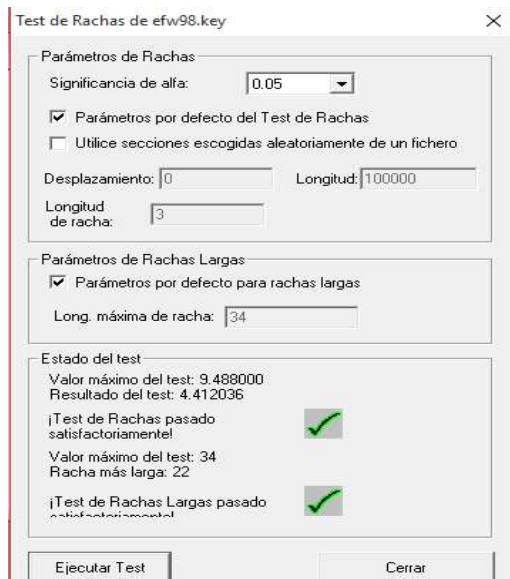 Test de Rachas de efw98.key
Parámetros de Rachas
Significancia de alfa: 0.05
Parámetros por defecto del Test de Rachas
Utilice secciones escogidas aleatoriamente de un fichero
Desplazamiento: 0 Longitud: 100000
Longitud
de racha: 3
Parámetros de Rachas Largas
Parámetros por defecto para rachas largas
Long. máxima de racha: 34
Estado del test
Valor máximo del test: 9.488000
Resultado del test: 4.412036
¡Test de Rachas pasado
satisfactoriamente!
Valor máximo del test: 34
Racha más larga: 22
¡Test de Rachas Largas pasado
satisfactoriamente!
Ejecutar Test Cerrar